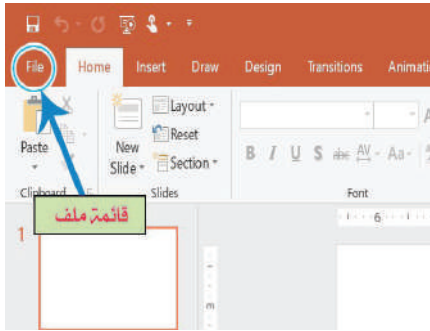 File Home Insert Draw Design Transitions Animati
Layout
Reset
Paste New Slide Section
B I U S abc AV Aa A
Clipboard Slides Font
قائمة ملف
6
1
m